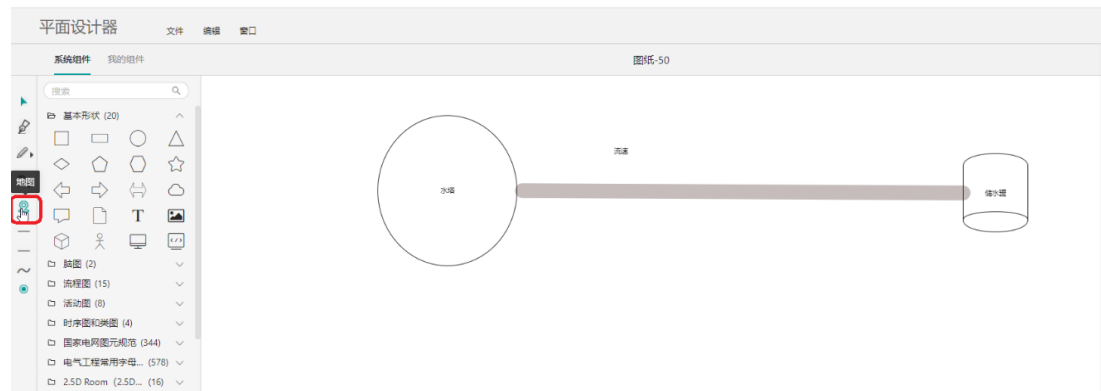 平面设计器 文件 编辑 窗口
系统组件 我的组件 图纸-50
搜索
基本形状 (20)
地图
T
脑图 (2)
流程图 (15)
活动图 (8)
时序图和类图 (4)
国家电网图元规范 (344)
电气工程常用字母... (578)
2.5D Room (2.5D... (16)
流速
水塔
储水罐